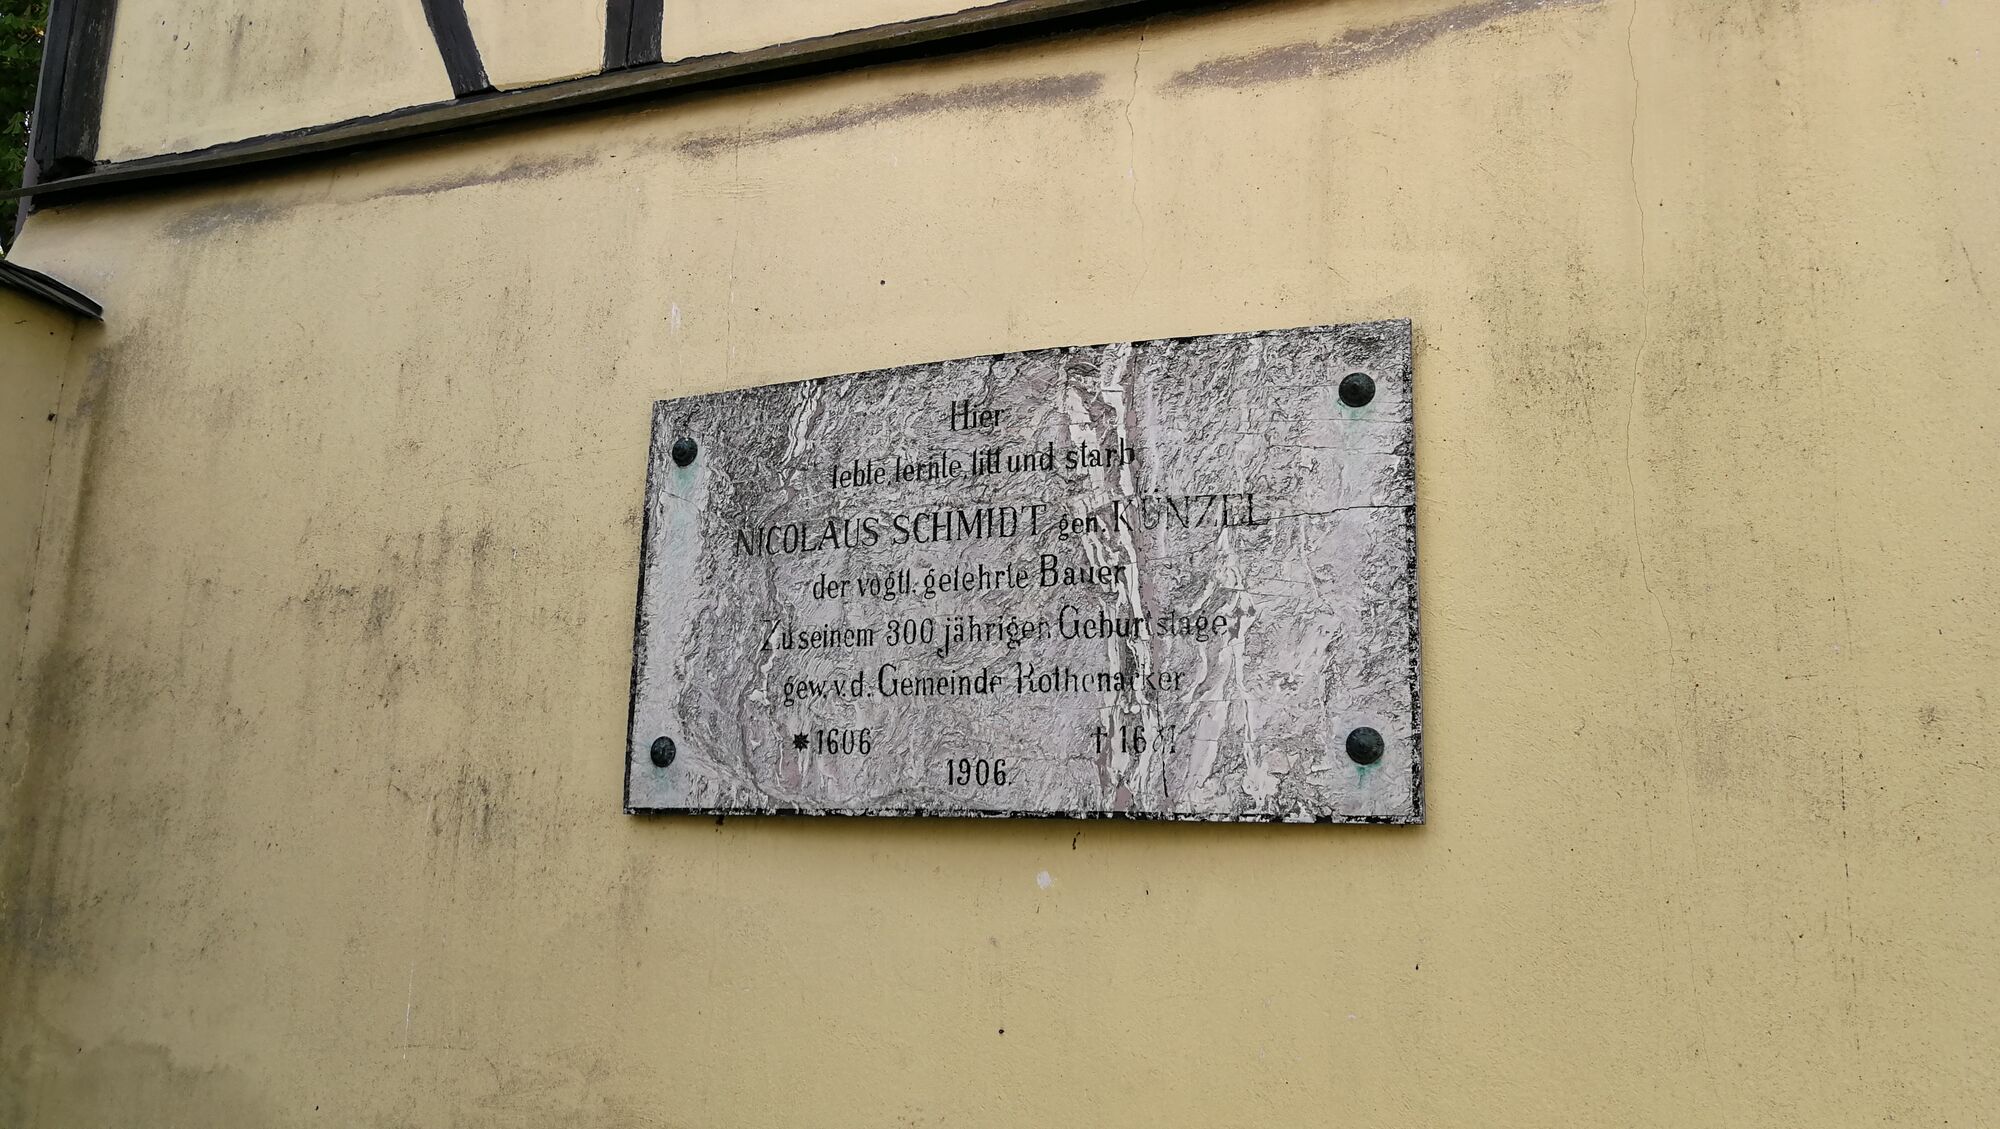 Hier
lebte, lernte, litt und starb
NICOLAUS SCHMIDT gen. KÜNZEL
der vogtl. gelehrte Bauer
Zu seinem 300 jährigen Geburtstage
gew. v. d. Gemeinde Rothenacker
✷1606 † 1671
1906.